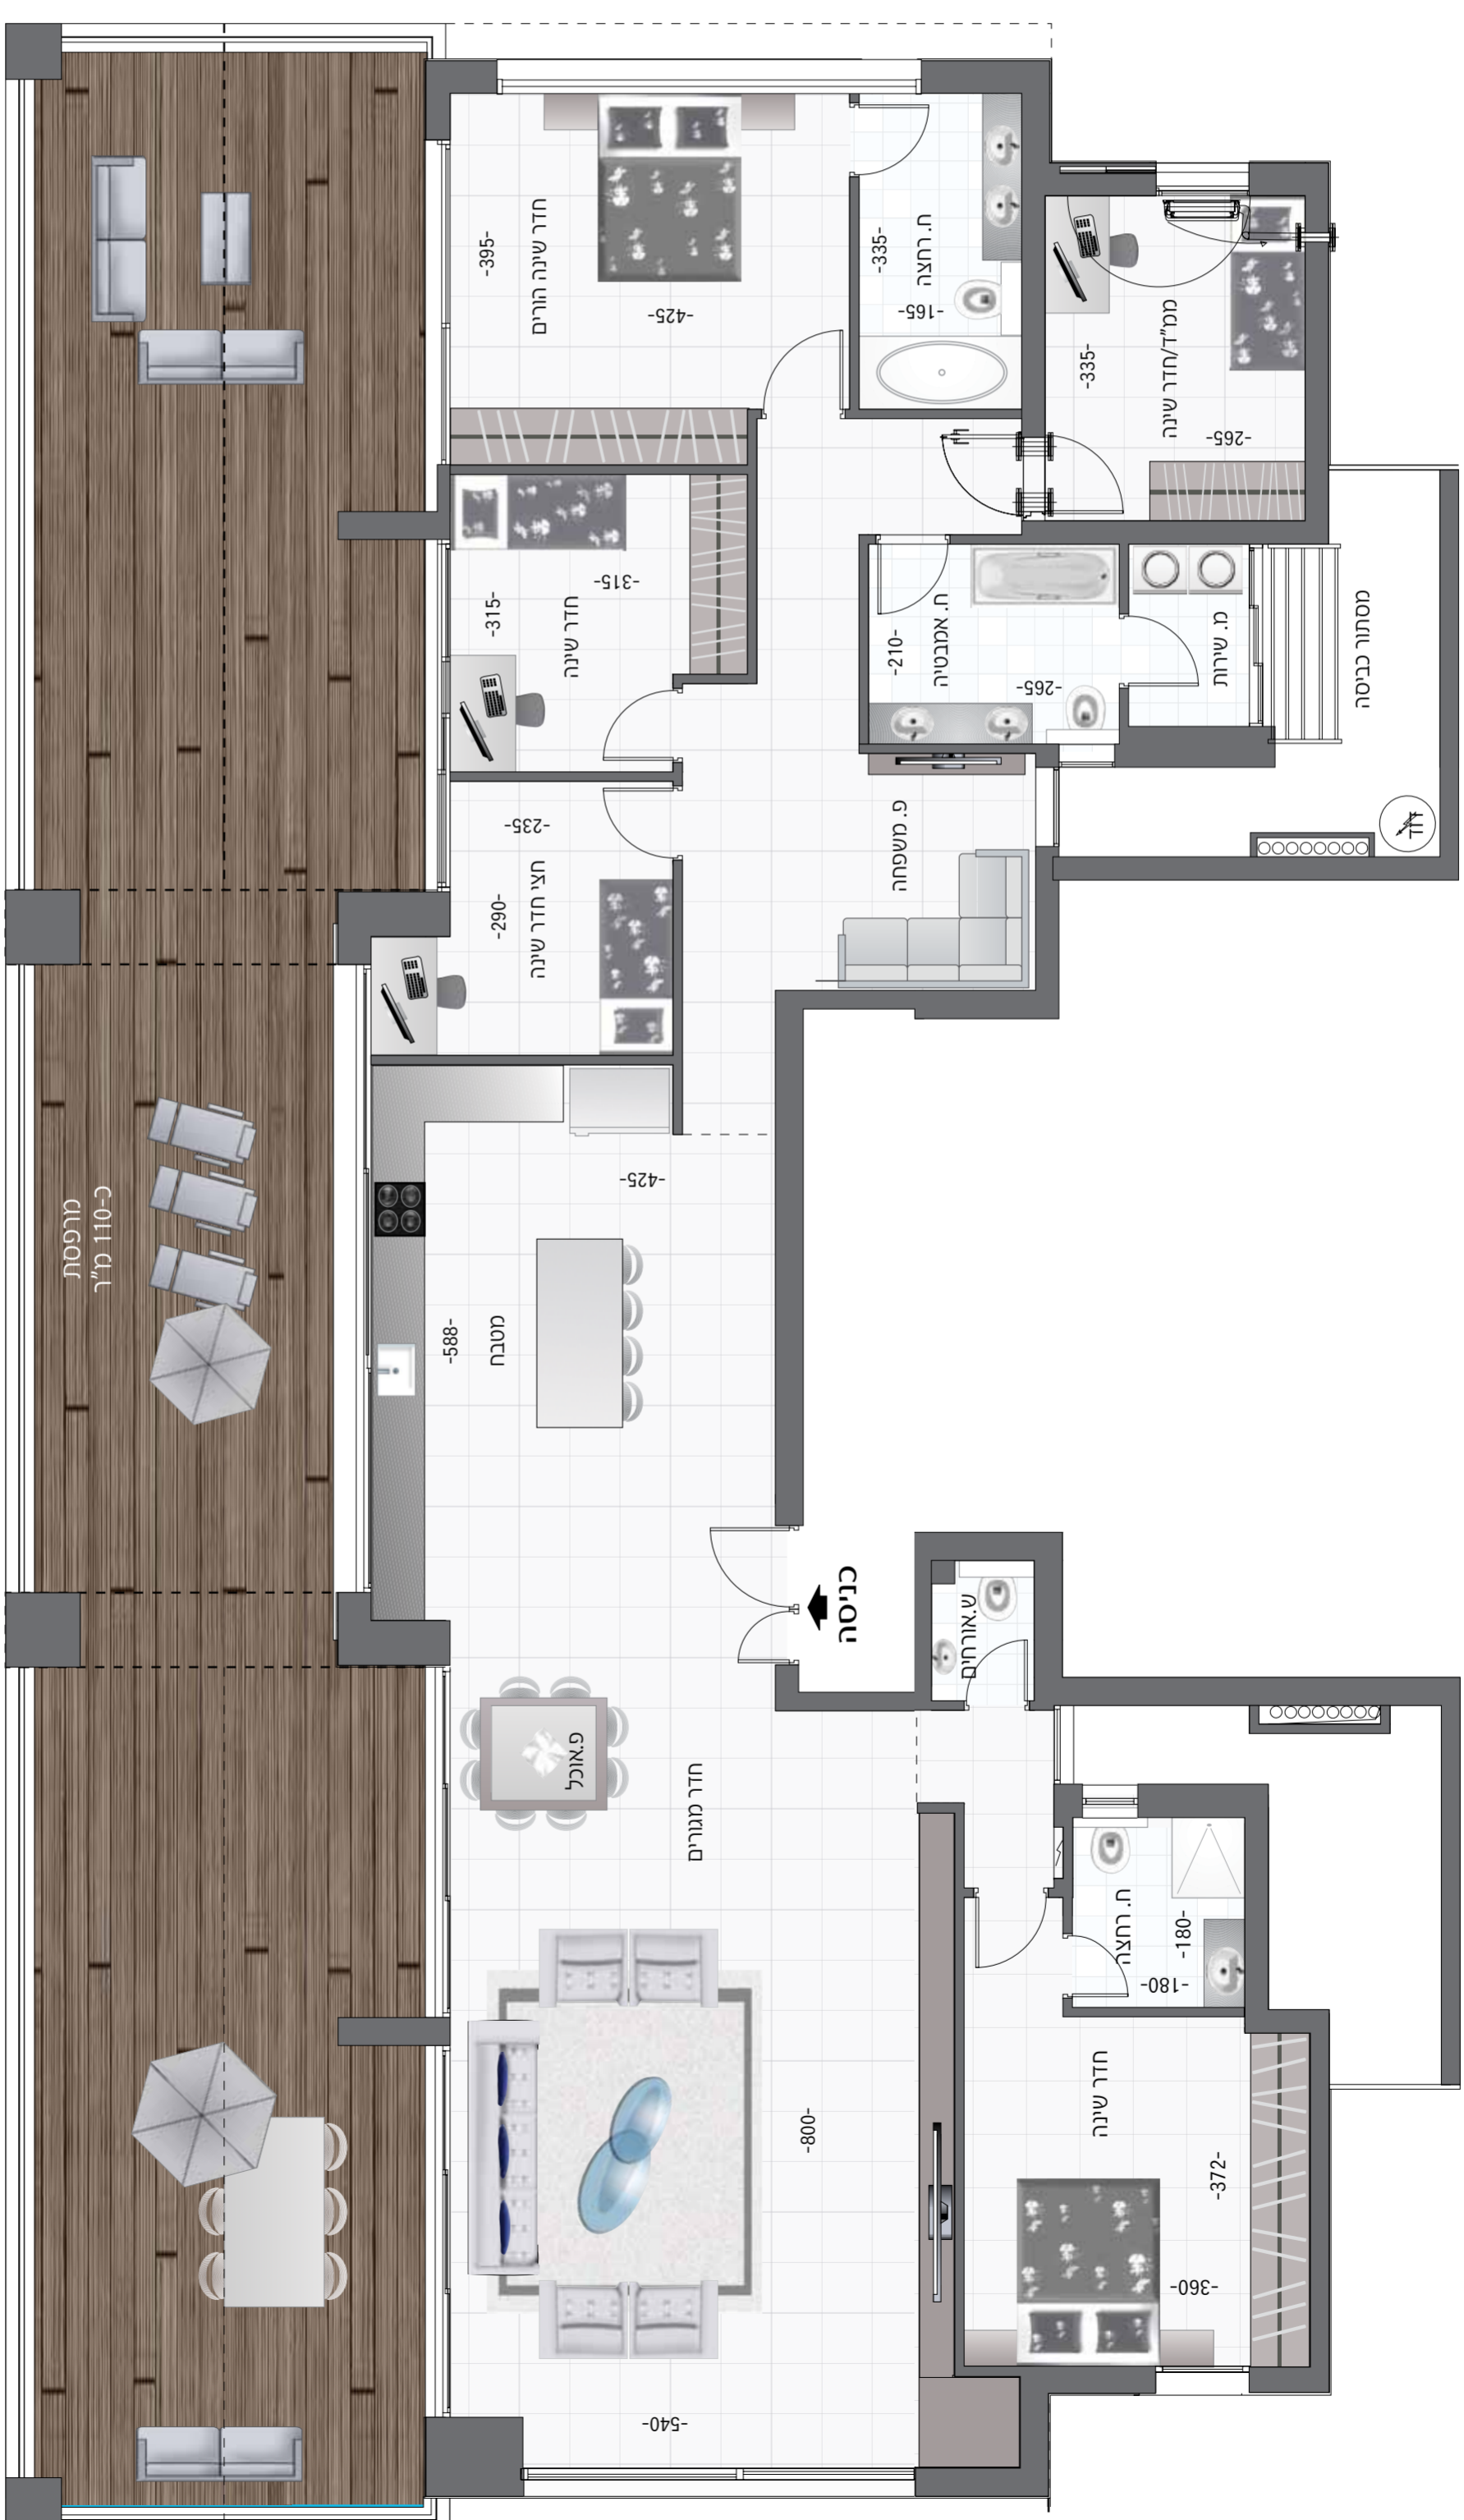 חדר שינה הורים
-395-
-425-
ח. רחצה
-335-
-165-
ממ"ד/חדר שינה
-335-
-265-
חדר שינה
-315-
-315-
ח. אמבטיה
-210-
-265-
מ. שירות
מסתור כביסה
דוד
פ. משפחה
חצי חדר שינה
-290-
-235-
מרפסת
כ-110 מ"ר
מטבח
-588-
-425-
כניסה
ש.אורחים
פ.אוכל
חדר מגורים
-800-
-540-
ח. רחצה
-180-
-180-
חדר שינה
-372-
-360-